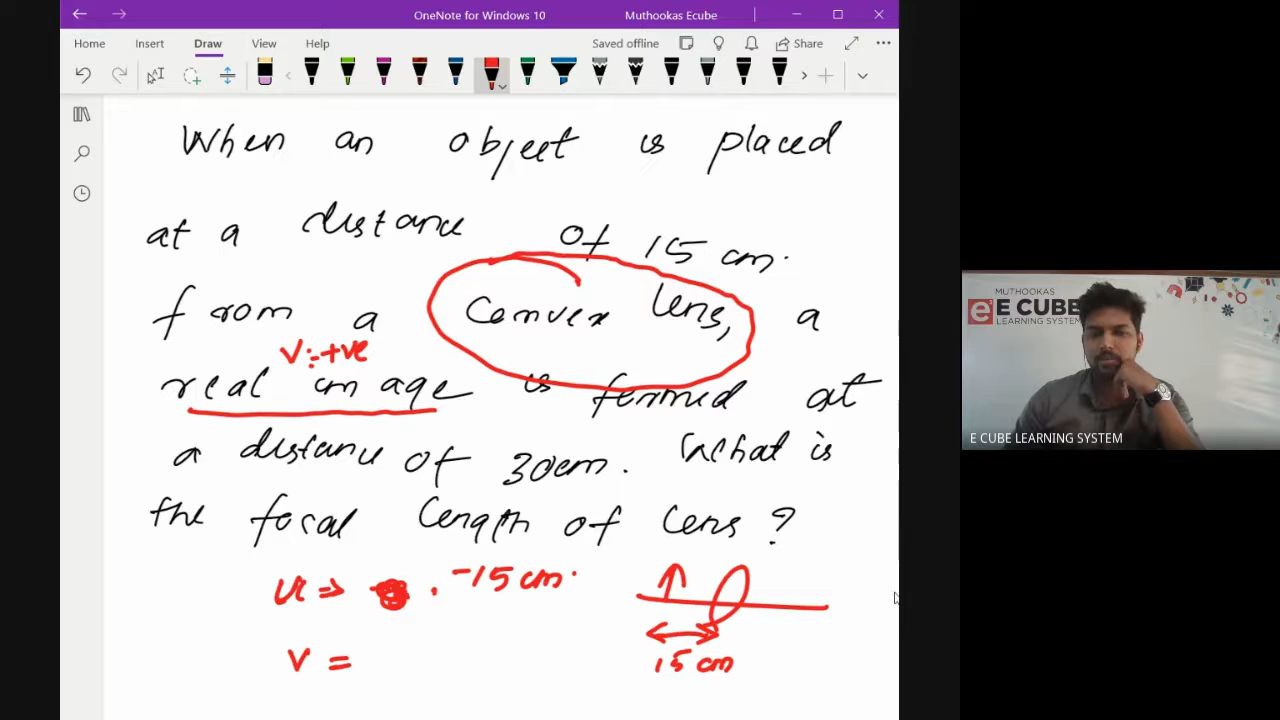 OneNote for Windows 10
Muthookas Ecube
Home Insert Draw View Help
Saved offline
Share
When an object is placed
at a distance of 15 cm.
from a Convex lens, a
V:-+ve
real image is formed at
a distance of 30cm. What is
the focal length of lens?
u⇒ . -15 cm.
V =
15 cm
MUTHOOKAS
e E CUBE
LEARNING SYSTEM
E CUBE LEARNING SYSTEM